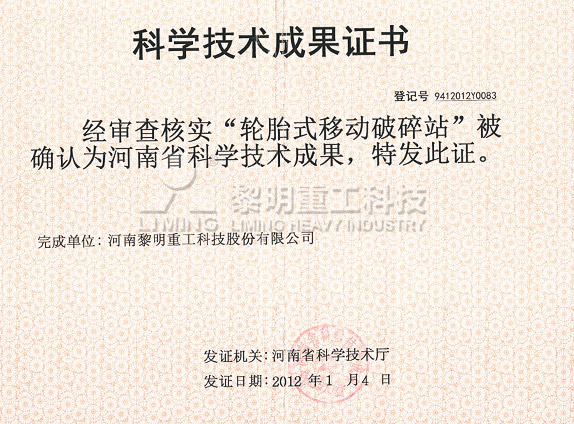 科学技术成果证书
登记号 9412012Y0083
经审查核实“轮胎式移动破碎站”被
确认为河南省科学技术成果，特发此证。
黎明重工科技
LIMING LIMING HEAVY INDUSTRY
完成单位: 河南黎明重工科技股份有限公司
发证机关: 河南省科学技术厅
发证日期: 2012 年 1 月 4 日